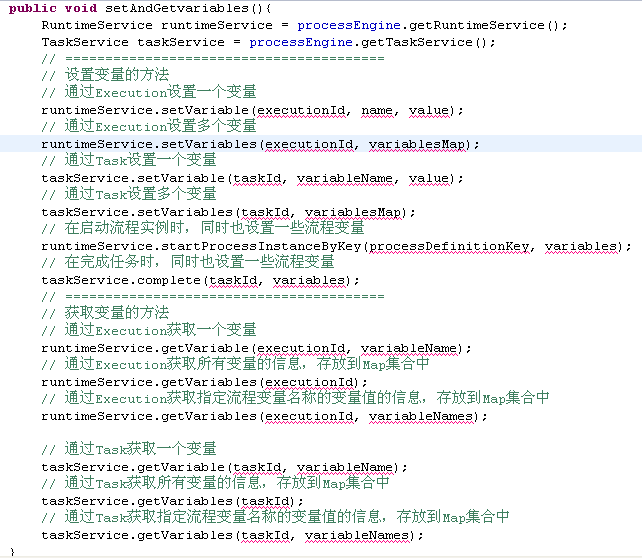 public void setAndGetvariables(){
    RuntimeService runtimeService = processEngine.getRuntimeService();
    TaskService taskService = processEngine.getTaskService();
    // ========================================
    // 设置变量的方法
    // 通过Execution设置一个变量
    runtimeService.setVariable(executionId, name, value);
    // 通过Execution设置多个变量
    runtimeService.setVariables(executionId, variablesMap);
    // 通过Task设置一个变量
    taskService.setVariable(taskId, variableName, value);
    // 通过Task设置多个变量
    taskService.setVariables(taskId, variablesMap);
    // 在启动流程实例时，同时也设置一些流程变量
    runtimeService.startProcessInstanceByKey(processDefinitionKey, variables);
    // 在完成任务时，同时也设置一些流程变量
    taskService.complete(taskId, variables);
    // ========================================
    // 获取变量的方法
    // 通过Execution获取一个变量
    runtimeService.getVariable(executionId, variableName);
    // 通过Execution获取所有变量的信息，存放到Map集合中
    runtimeService.getVariables(executionId);
    // 通过Execution获取指定流程变量名称的变量值的信息，存放到Map集合中
    runtimeService.getVariables(executionId, variableNames);

    // 通过Task获取一个变量
    taskService.getVariable(taskId, variableName);
    // 通过Task获取所有变量的信息，存放到Map集合中
    taskService.getVariables(taskId);
    // 通过Task获取指定流程变量名称的变量值的信息，存放到Map集合中
    taskService.getVariables(taskId, variableNames);
}